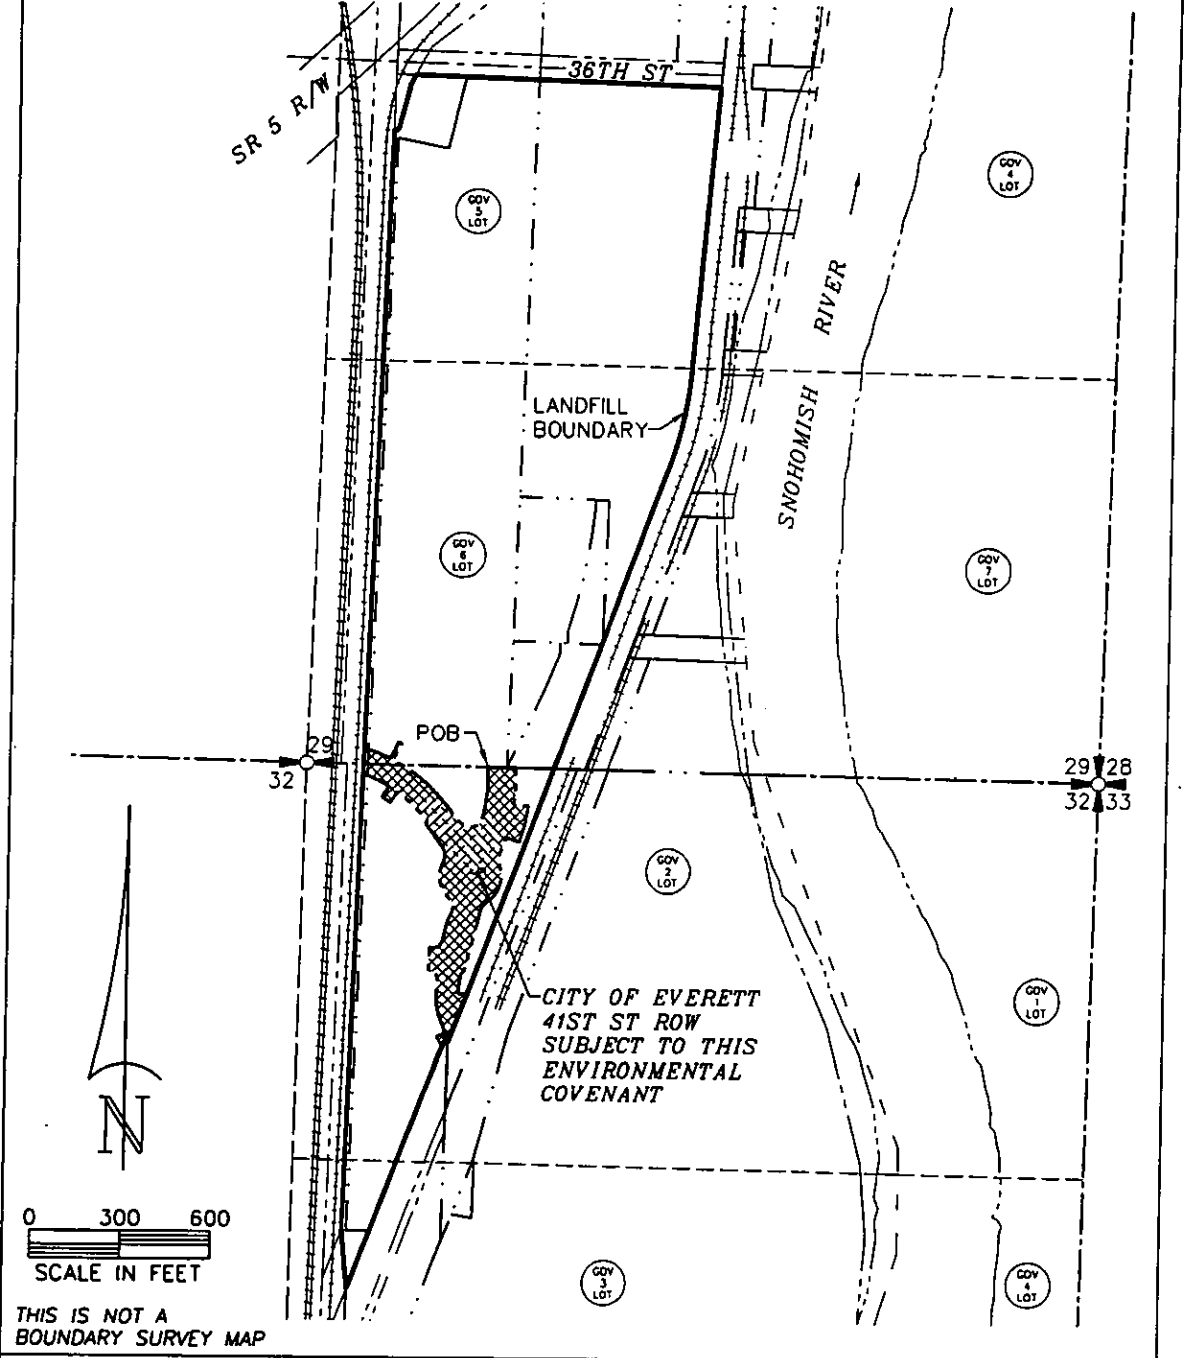 36TH ST
SR 5 R/W
GOV
4
LOT
GOV
5
LOT
SNOHOMISH RIVER
LANDFILL
BOUNDARY
GOV
6
LOT
GOV
7
LOT
POB
29
32
29 28
32 33
GOV
2
LOT
GOV
1
LOT
CITY OF EVERETT
41ST ST ROW
SUBJECT TO THIS
ENVIRONMENTAL
COVENANT
N
0 300 600
SCALE IN FEET
GOV
3
LOT
GOV
4
LOT
THIS IS NOT A
BOUNDARY SURVEY MAP